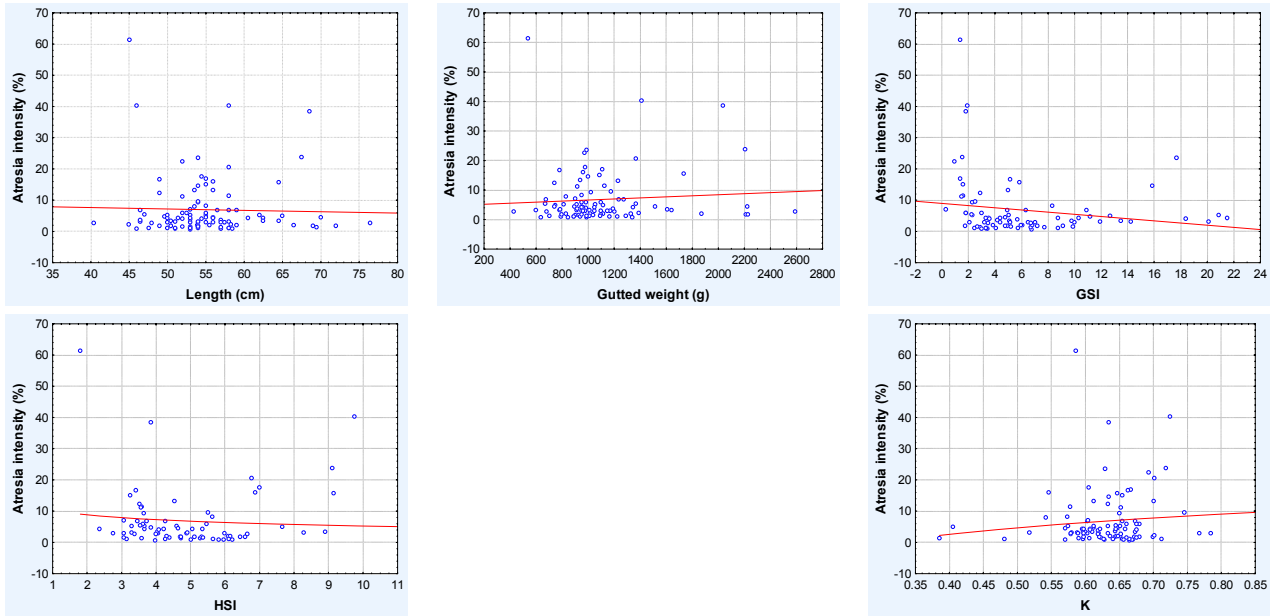 Atresia intensity (%)
70
60
50
40
30
20
10
0
-10
35 40 45 50 55 60 65 70 75 80
Length (cm)
Atresia intensity (%)
70
60
50
40
30
20
10
0
-10
200 600 1000 1400 1800 2200 2600
400 800 1200 1600 2000 2400 2800
Gutted weight (g)
Atresia intensity (%)
70
60
50
40
30
20
10
0
-10
-2 0 2 4 6 8 10 12 14 16 18 20 22 24
GSI
Atresia intensity (%)
70
60
50
40
30
20
10
0
-10
1 2 3 4 5 6 7 8 9 10 11
HSI
Atresia intensity (%)
70
60
50
40
30
20
10
0
-10
0.35 0.40 0.45 0.50 0.55 0.60 0.65 0.70 0.75 0.80 0.85
K